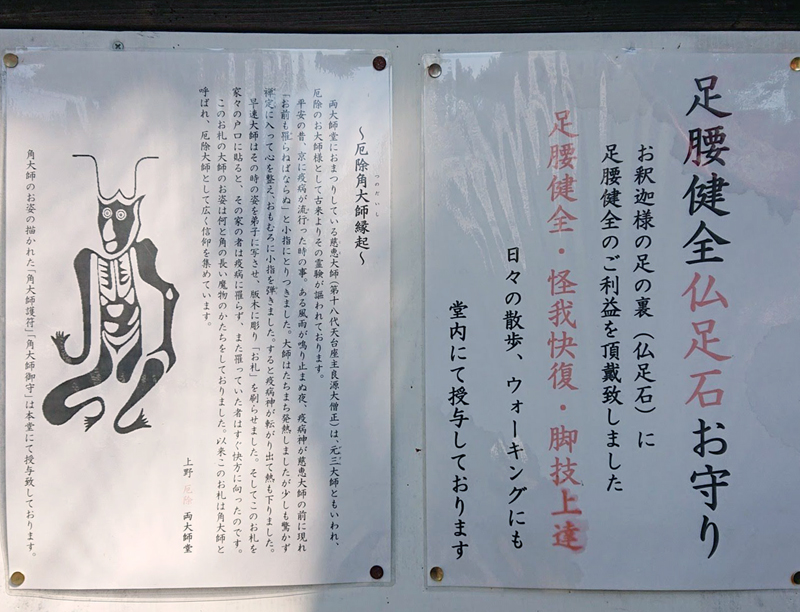 足腰健全仏足石お守り
お釈迦様の足の裏(仏足石)に
足腰健全のご利益を頂戴致しました
足腰健全・怪我快復・脚技上達
日々の散歩、ウォーキングにも
堂内にて授与しております
～厄除角大師縁起～
つのだいし
両大師堂におまつりしている慈恵大師(第十八代天台座主良源大僧正)は、元三大師ともいわれ、
厄除のお大師様として古来よりその霊験が謳われております。
平安の昔、京に疫病が流行った時の事。ある風雨が鳴り止まぬ夜、疫病神が慈恵大師の前に現れ
「お前も罹らねばならぬ」と小指にとりつきました。大師はたちまち発熱しましたが少しも驚かず
禅定に入って心を整え、おもむろに小指を弾きました。すると疫病神が転がり出て熱も下りました。
早速大師はその時の姿を弟子に写させ、版木に彫り「お札」を刷らせました。そしてこのお札を
家々の戸口に貼ると、その家の者は疫病に罹らず、また罹っていた者はすぐ快方に向ったのです。
このお札の大師のお姿は何と角の長い魔物のかたちをしておりました。以来このお札は角大師と
呼ばれ、厄除大師として広く信仰を集めています。
上野 厄除 両大師堂
角大師のお姿の描かれた「角大師護符」「角大師御守」は本堂にて授与致しております。